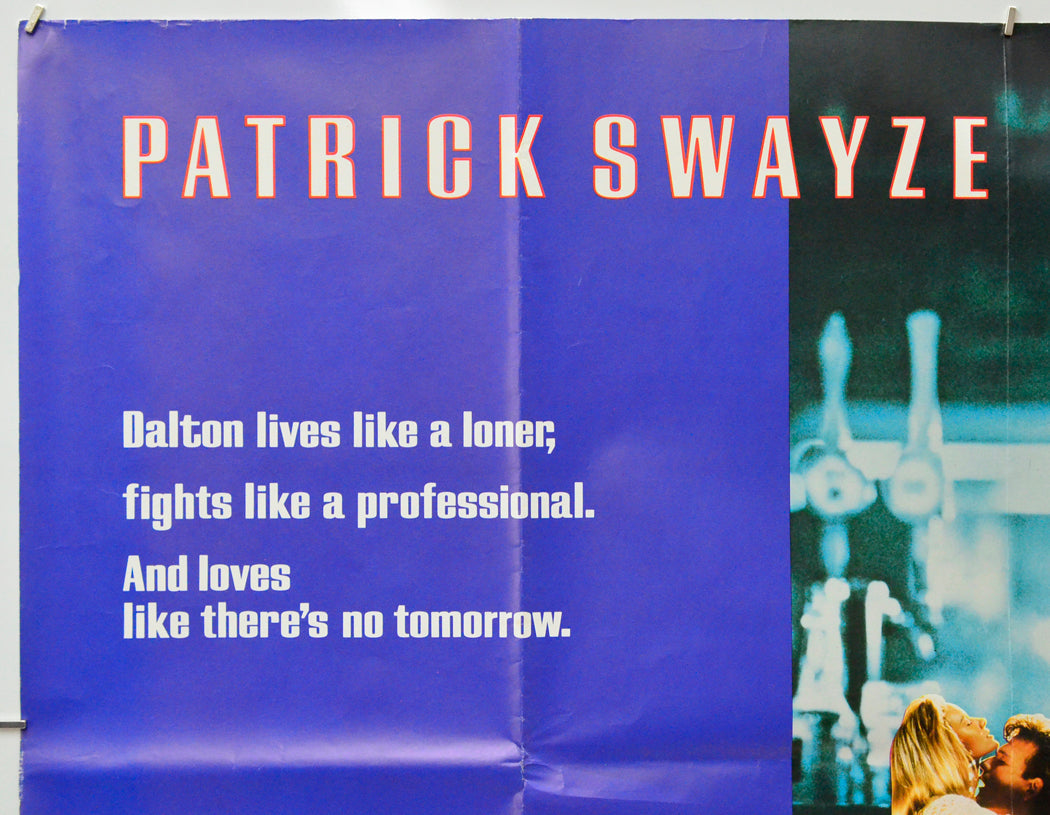 PATRICK SWAYZE
Dalton lives like a loner,
fights like a professional.
And loves
like there's no tomorrow.